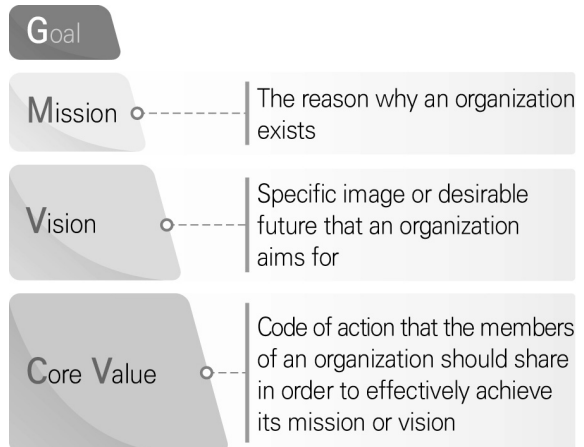 Goal
Mission
The reason why an organization
exists
Vision
Specific image or desirable
future that an organization
aims for
Core Value
Code of action that the members
of an organization should share
in order to effectively achieve
its mission or vision